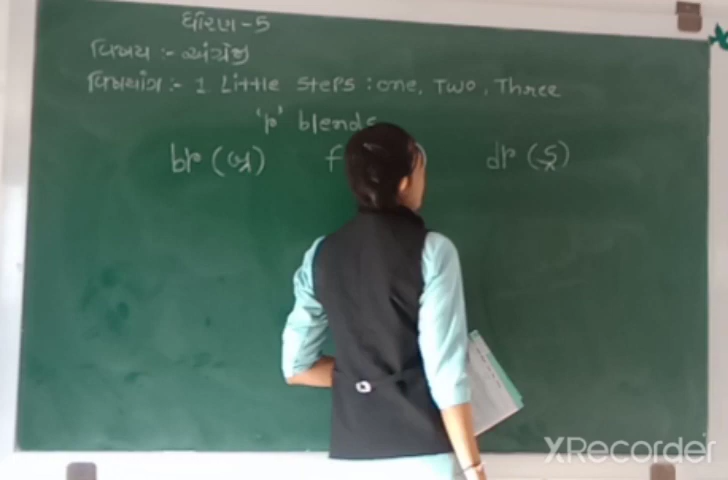 ધોરણ - 5
વિષય :- અંગ્રેજી
વિષયાંગ :- 1 Little steps : one, Two, Three
'r' blends
br (બ્ર) f dr (ડ્ર)
XRecorder